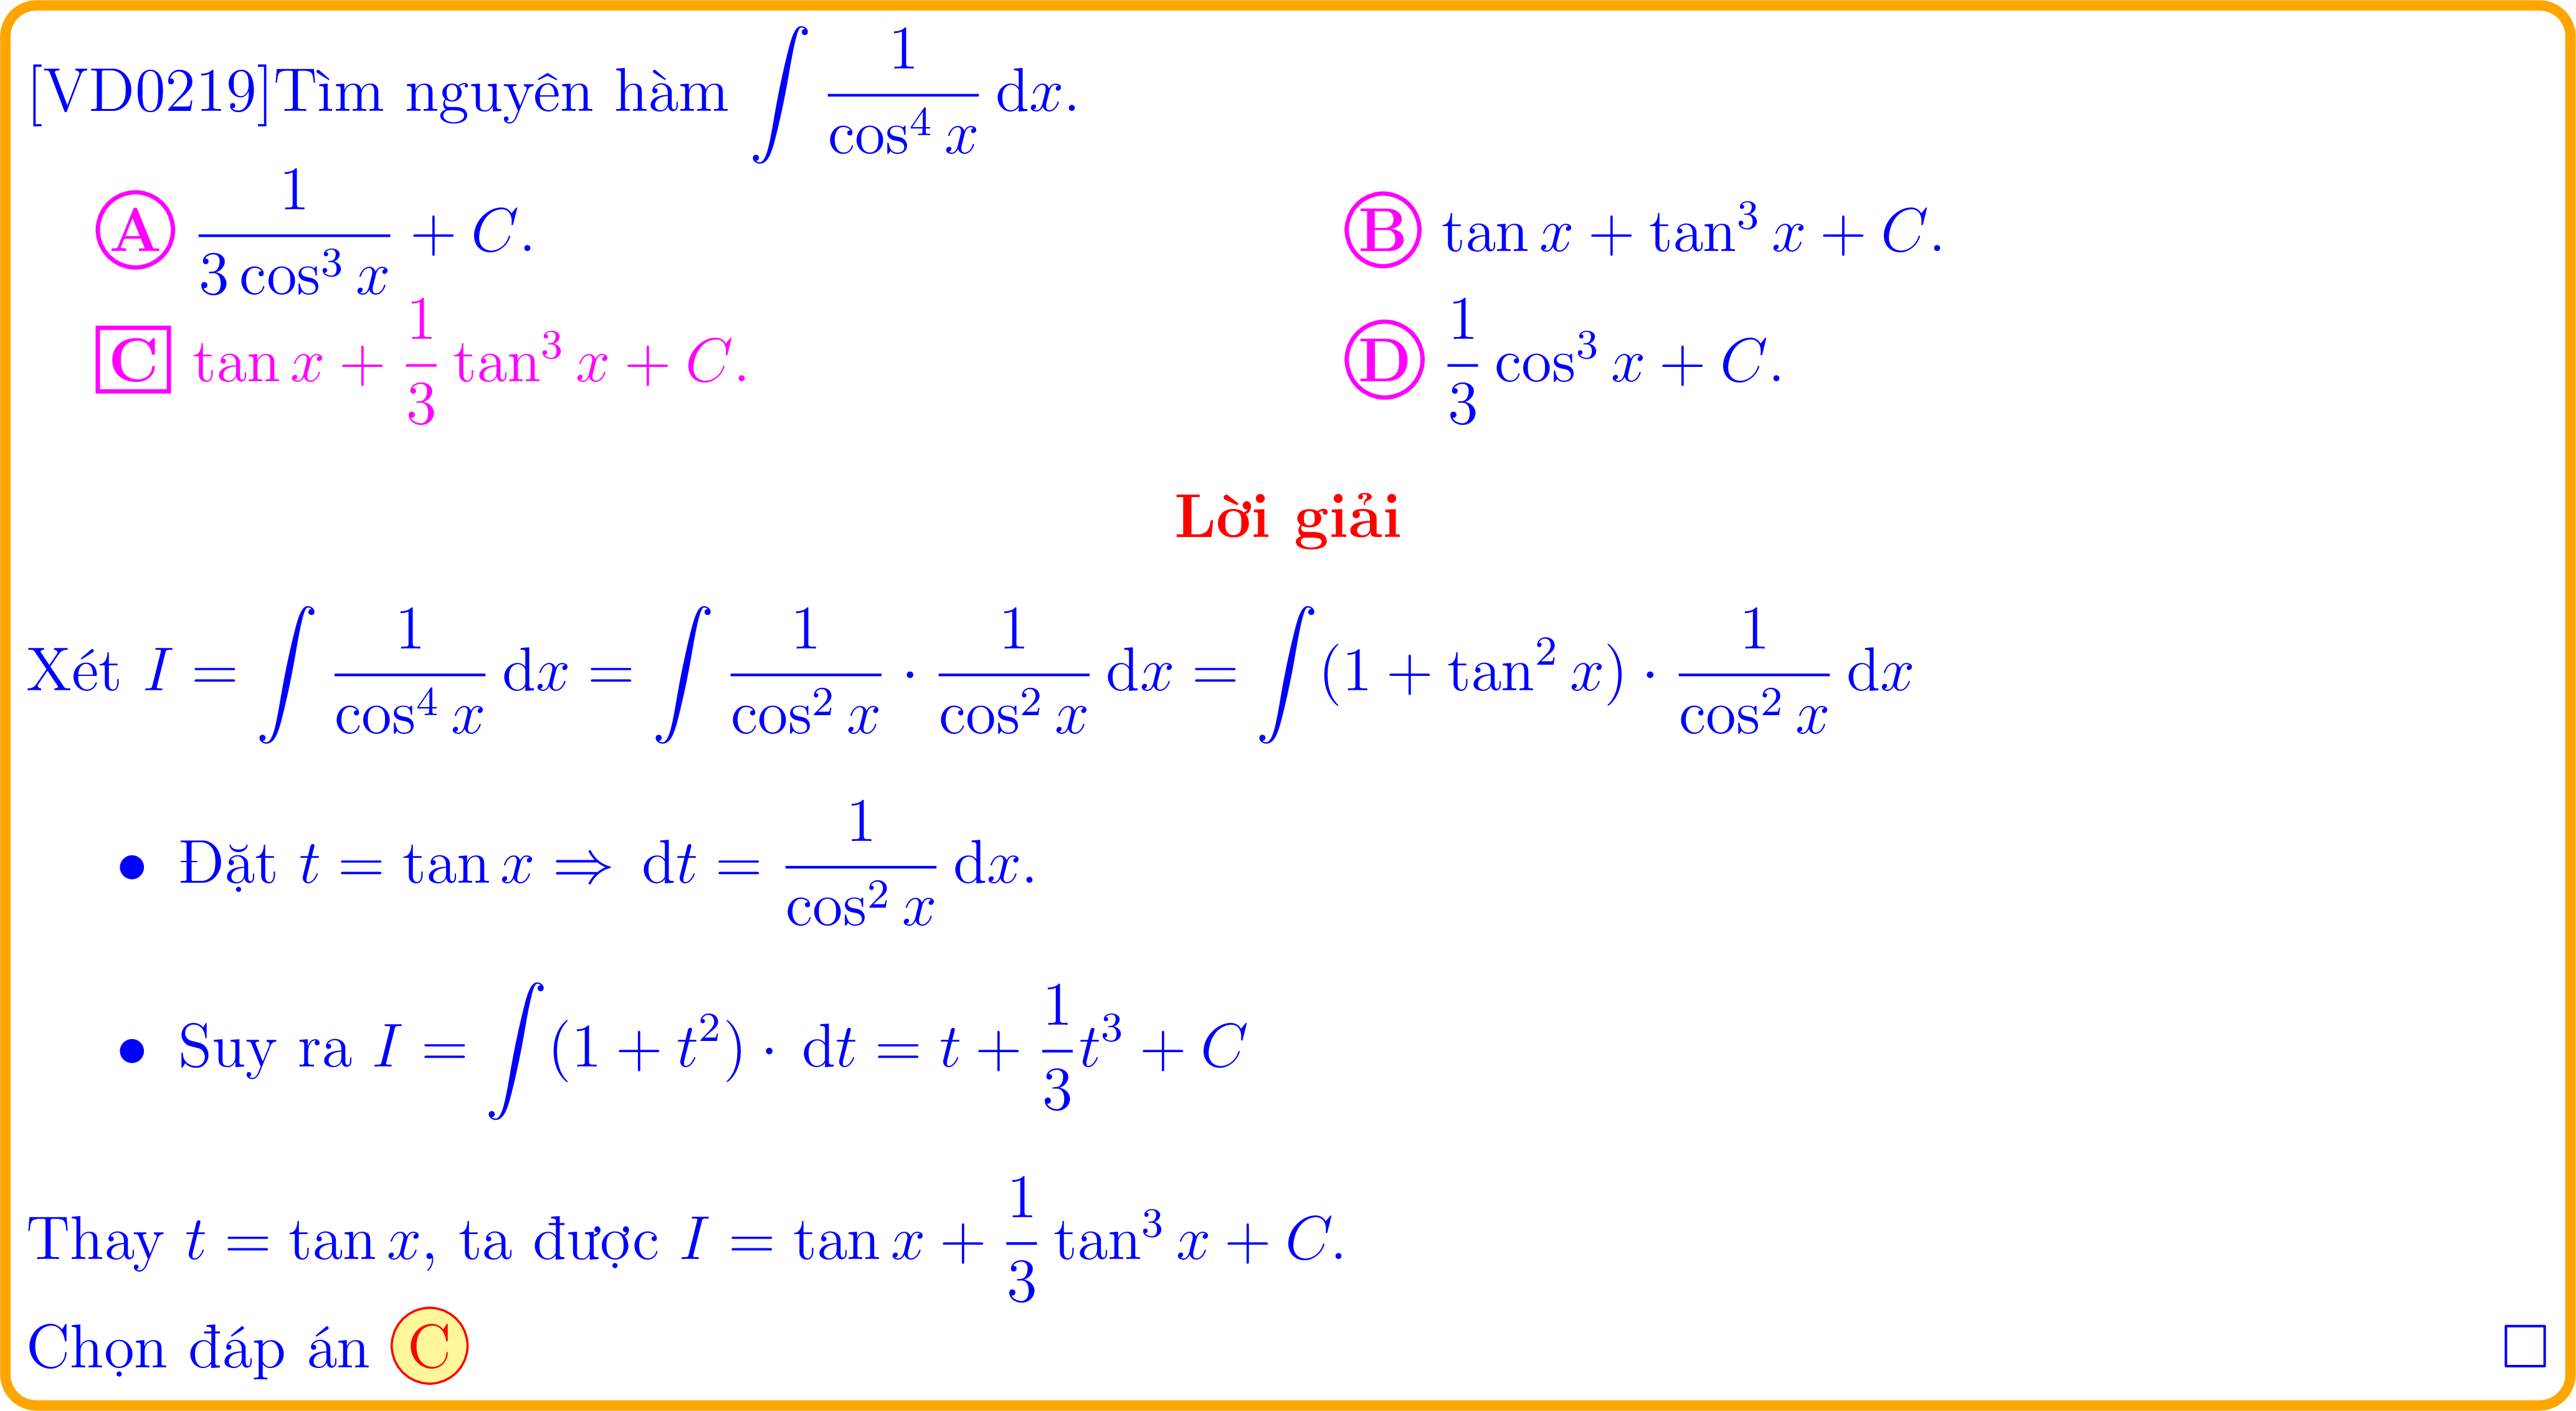 [VD0219]Tìm nguyên hàm $\int \frac{1}{\cos^4 x} \, \mathrm{d}x$.
A $\frac{1}{3\cos^3 x} + C$. B $\tan x + \tan^3 x + C$.
C $\tan x + \frac{1}{3}\tan^3 x + C$. D $\frac{1}{3}\cos^3 x + C$.
Lời giải
Xét $I = \int \frac{1}{\cos^4 x} \, \mathrm{d}x = \int \frac{1}{\cos^2 x} \cdot \frac{1}{\cos^2 x} \, \mathrm{d}x = \int (1 + \tan^2 x) \cdot \frac{1}{\cos^2 x} \, \mathrm{d}x$
• Đặt $t = \tan x \Rightarrow \mathrm{d}t = \frac{1}{\cos^2 x} \, \mathrm{d}x$.
• Suy ra $I = \int (1 + t^2) \cdot \mathrm{d}t = t + \frac{1}{3}t^3 + C$
Thay $t = \tan x$, ta được $I = \tan x + \frac{1}{3}\tan^3 x + C$.
Chọn đáp án C □